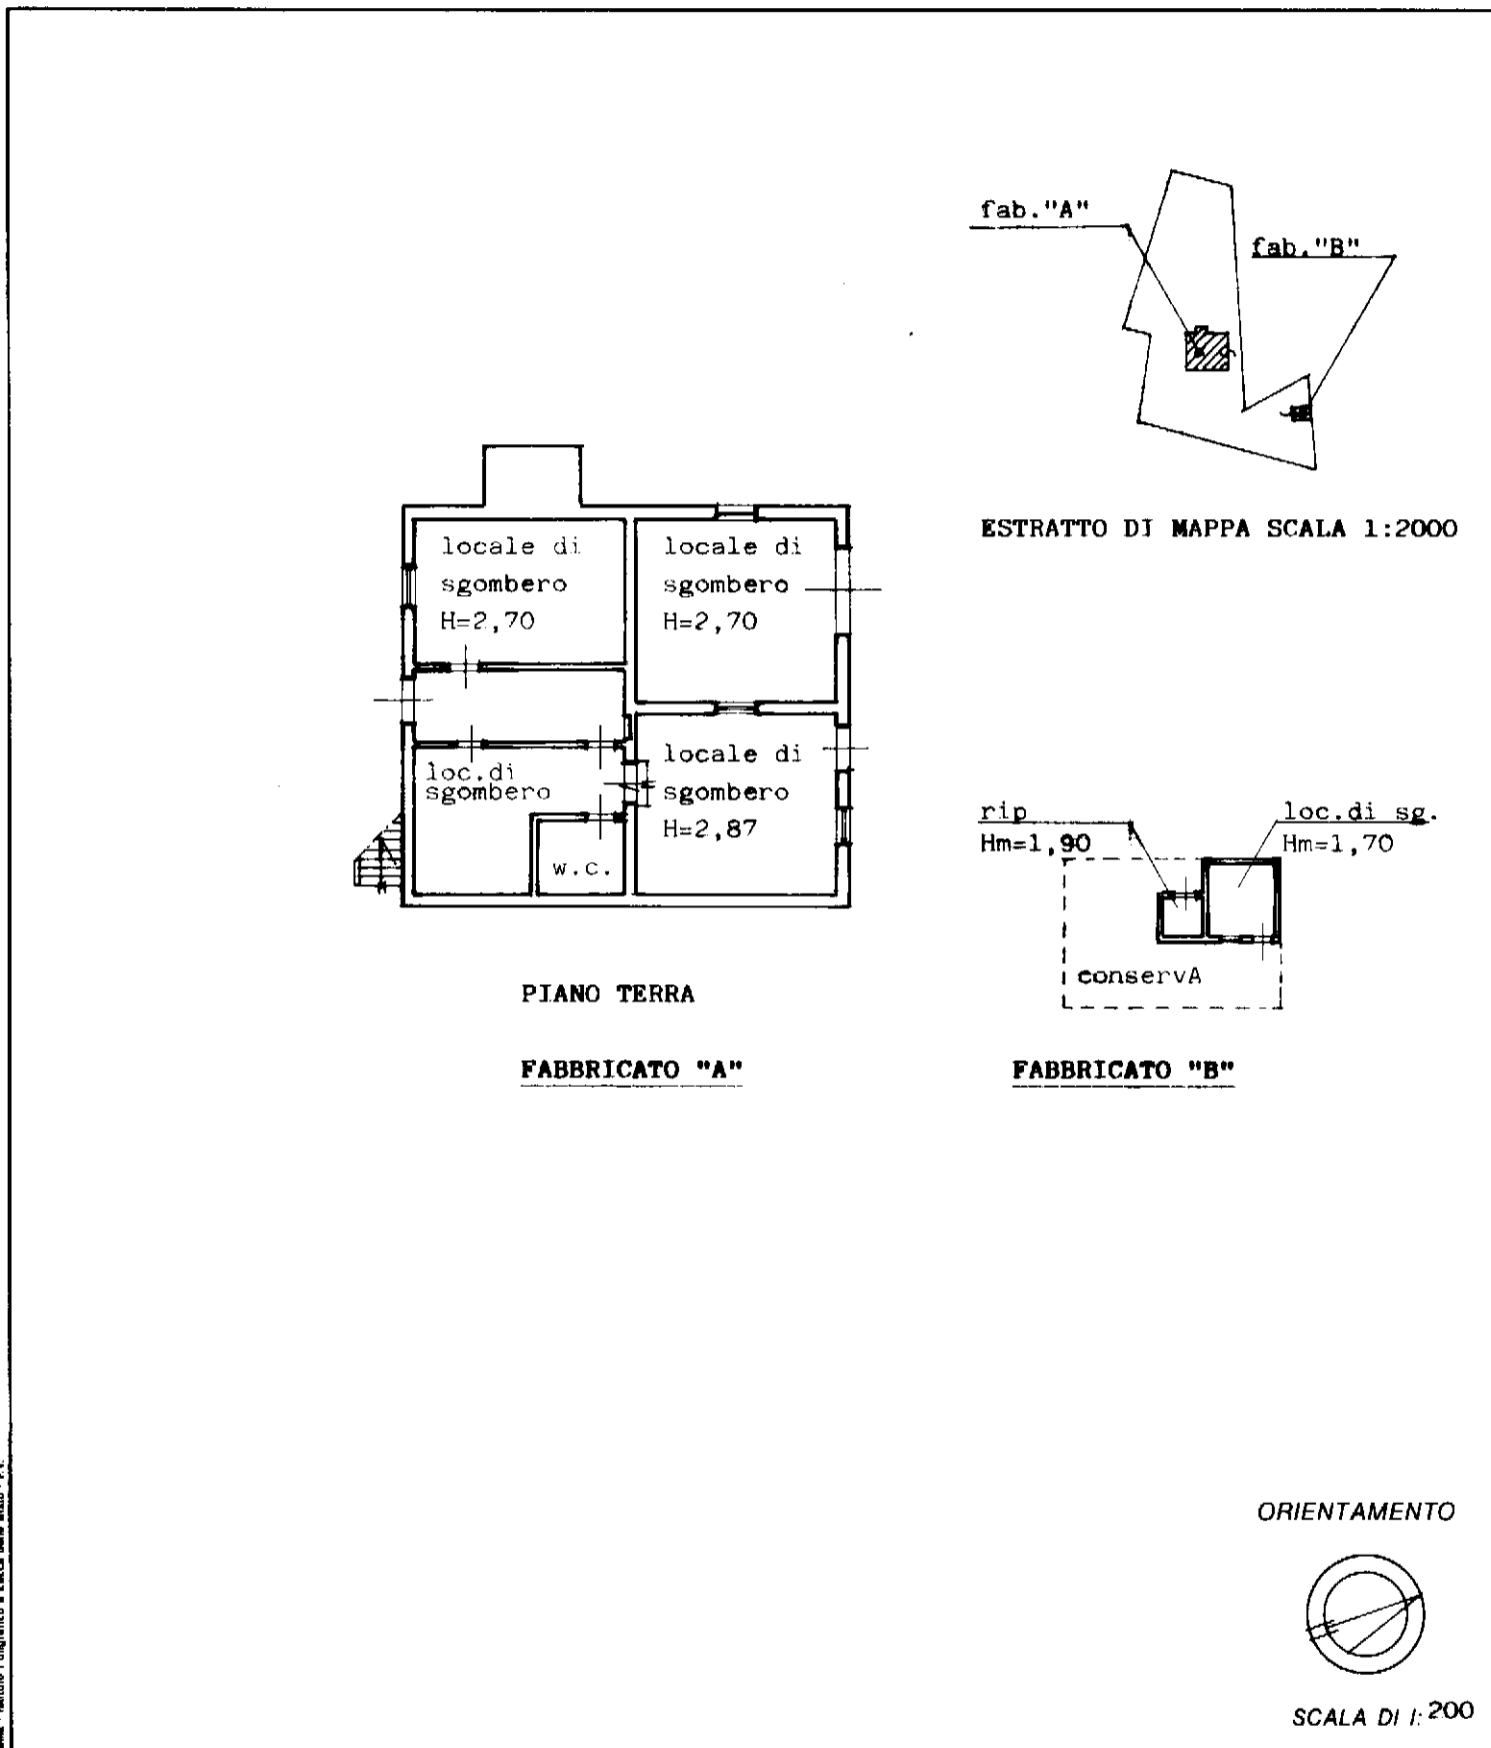 fab."A"
fab."B"
ESTRATTO DI MAPPA SCALA 1:2000
locale di
sgombero
H=2,70
locale di
sgombero
H=2,70
loc.di
sgombero
locale di
sgombero
H=2,87
w.c.
rip
Hm=1,90
loc.di sg.
Hm=1,70
conservA
PIANO TERRA
FABBRICATO "A"
FABBRICATO "B"
ORIENTAMENTO
SCALA DI I: 200